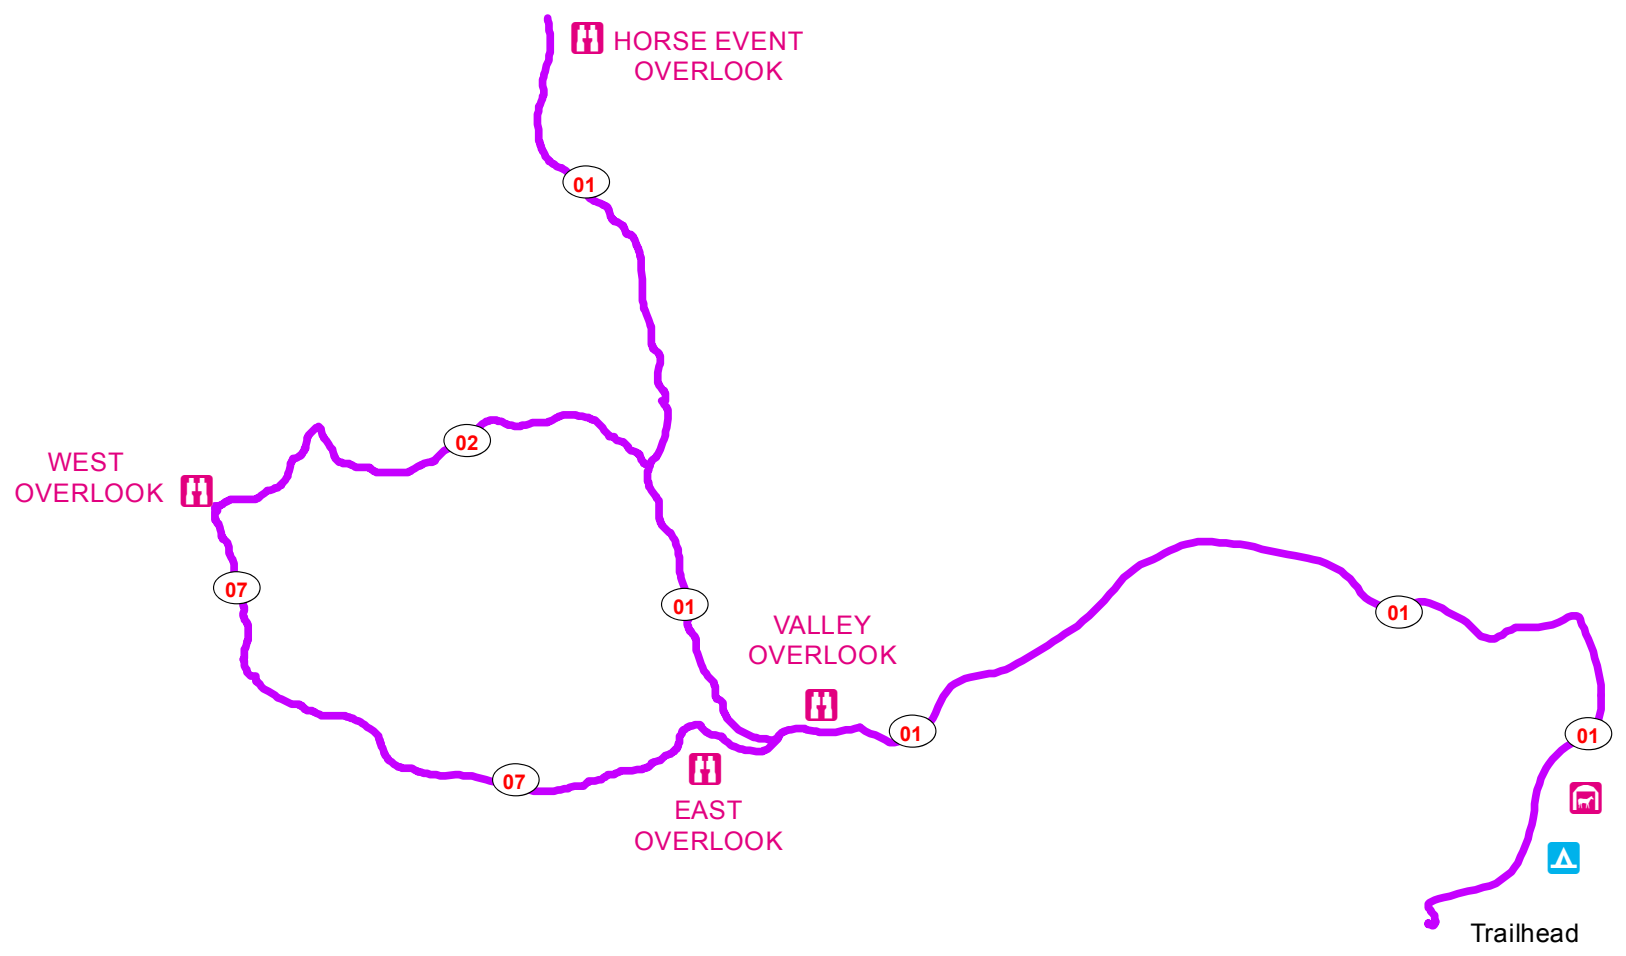 HORSE EVENT
OVERLOOK
01
02
WEST
OVERLOOK
07
01
01
VALLEY
OVERLOOK
01
01
07
EAST
OVERLOOK
Trailhead